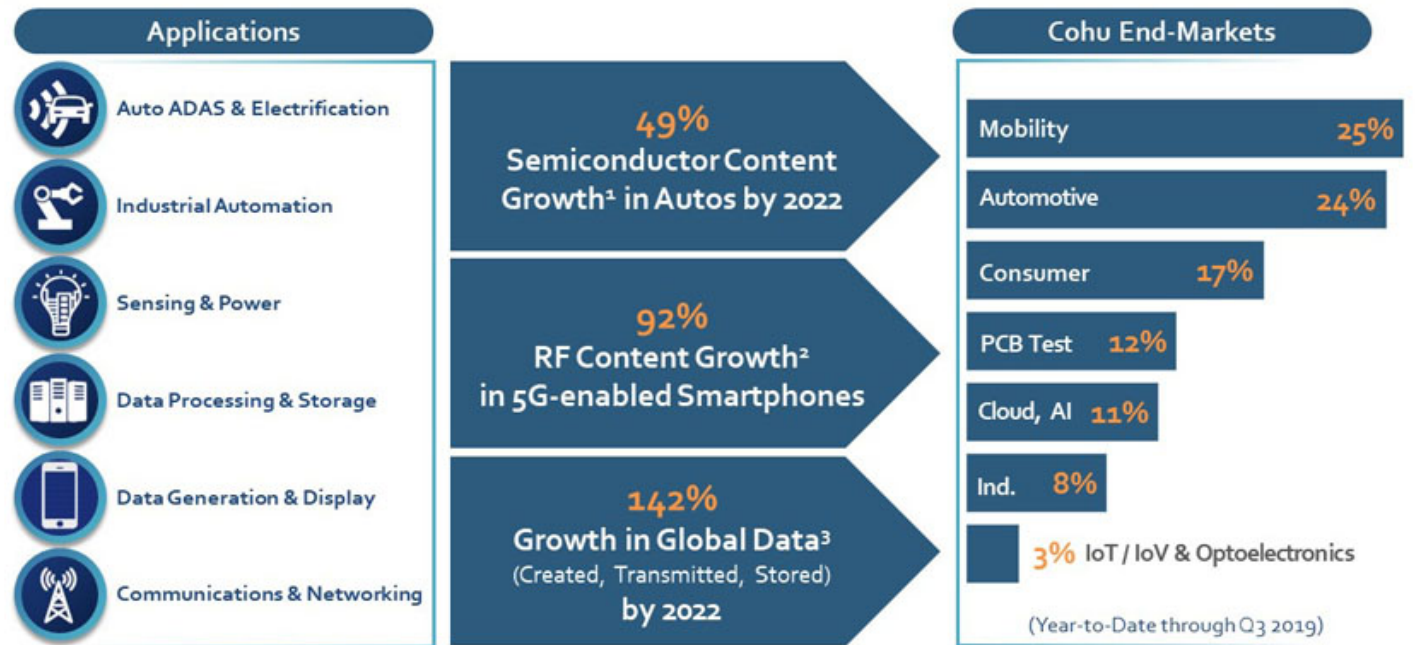 Applications
Auto ADAS & Electrification
Industrial Automation
Sensing & Power
Data Processing & Storage
Data Generation & Display
Communications & Networking
49%
Semiconductor Content
Growth¹ in Autos by 2022
92%
RF Content Growth²
in 5G-enabled Smartphones
142%
Growth in Global Data³
(Created, Transmitted, Stored)
by 2022
Cohu End-Markets
Mobility 25%
Automotive 24%
Consumer 17%
PCB Test 12%
Cloud, AI 11%
Ind. 8%
3% IoT / IoV & Optoelectronics
(Year-to-Date through Q3 2019)